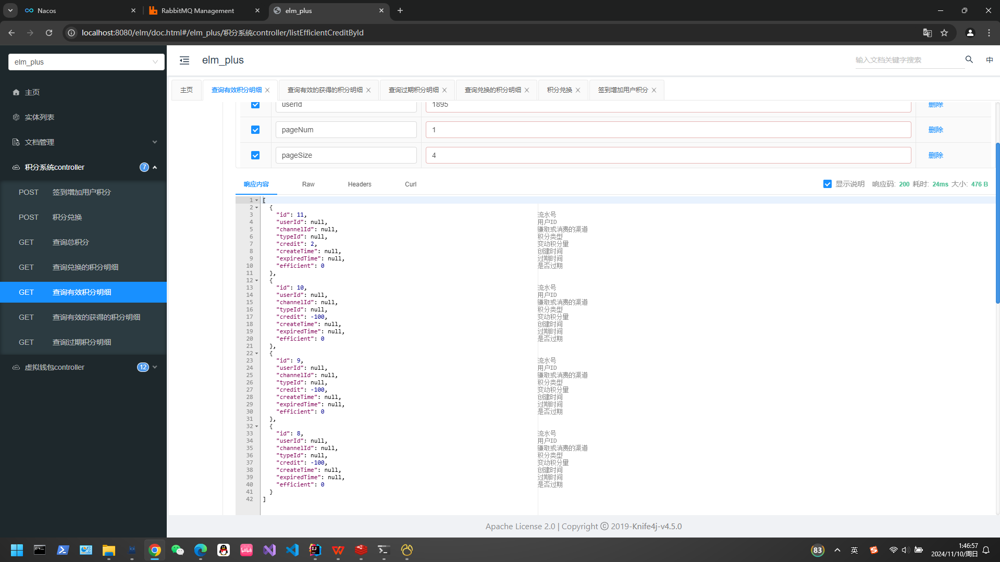 Nacos
RabbitMQ Management
elm_plus
localhost:8080/elm/doc.html#/elm_plus/积分系统controller/listEfficientCreditById
elm_plus
elm_plus
输入文档关键字搜索
中
主页
实体列表
文档管理
积分系统controller 7
POST 签到增加用户积分
POST 积分兑换
GET 查询总积分
GET 查询兑换的积分明细
GET 查询有效积分明细
GET 查询有效的获得的积分明细
GET 查询过期积分明细
虚拟钱包controller 12
主页 查询有效积分明细 查询有效的获得的积分明细 查询过期积分明细 查询兑换的积分明细 积分兑换 签到增加用户积分
userId 1895 删除
pageNum 1 删除
pageSize 4 删除
响应内容 Raw Headers Curl 显示说明 响应码: 200 耗时: 24ms 大小: 476 B
1 [
2 {
3 "id": 11, 流水号
4 "userId": null, 用户ID
5 "channelId": null, 赚取或消费的渠道
6 "typeId": null, 积分类型
7 "credit": 2, 变动积分量
8 "createTime": null, 创建时间
9 "expiredTime": null, 过期时间
10 "efficient": 0 是否过期
11 },
12 {
13 "id": 10, 流水号
14 "userId": null, 用户ID
15 "channelId": null, 赚取或消费的渠道
16 "typeId": null, 积分类型
17 "credit": -100, 变动积分量
18 "createTime": null, 创建时间
19 "expiredTime": null, 过期时间
20 "efficient": 0 是否过期
21 },
22 {
23 "id": 9, 流水号
24 "userId": null, 用户ID
25 "channelId": null, 赚取或消费的渠道
26 "typeId": null, 积分类型
27 "credit": -100, 变动积分量
28 "createTime": null, 创建时间
29 "expiredTime": null, 过期时间
30 "efficient": 0 是否过期
31 },
32 {
33 "id": 8, 流水号
34 "userId": null, 用户ID
35 "channelId": null, 赚取或消费的渠道
36 "typeId": null, 积分类型
37 "credit": -100, 变动积分量
38 "createTime": null, 创建时间
39 "expiredTime": null, 过期时间
40 "efficient": 0 是否过期
41 }
42 ]
Apache License 2.0 | Copyright © 2019-Knife4j-v4.5.0
83
英
1:46:57
2024/11/10/周日